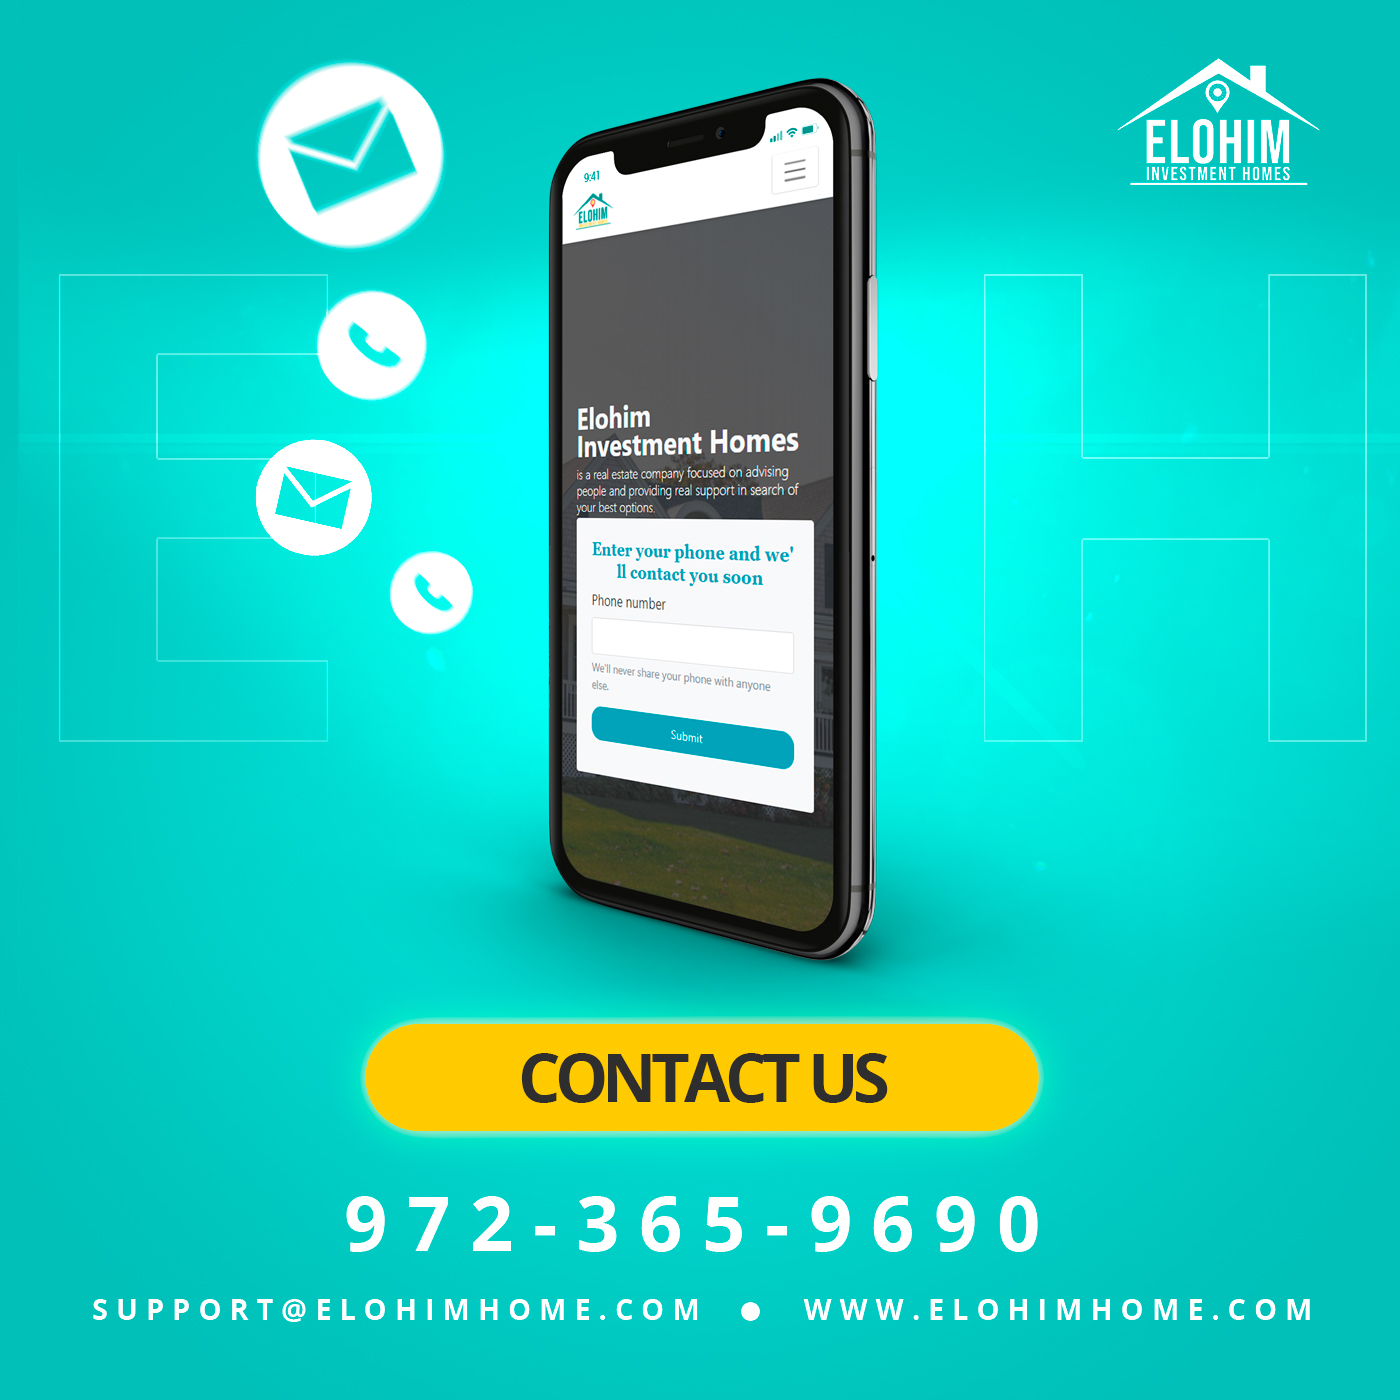 ELOHIM
INVESTMENT HOMES
9:41
ELOHIM
E H
Elohim
Investment Homes
is a real estate company focused on advising
people and providing real support in search of
your best options.
Enter your phone and we'
ll contact you soon
Phone number
We'll never share your phone with anyone
else.
Submit
CONTACT US
972-365-9690
SUPPORT@ELOHIMHOME.COM ● WWW.ELOHIMHOME.COM